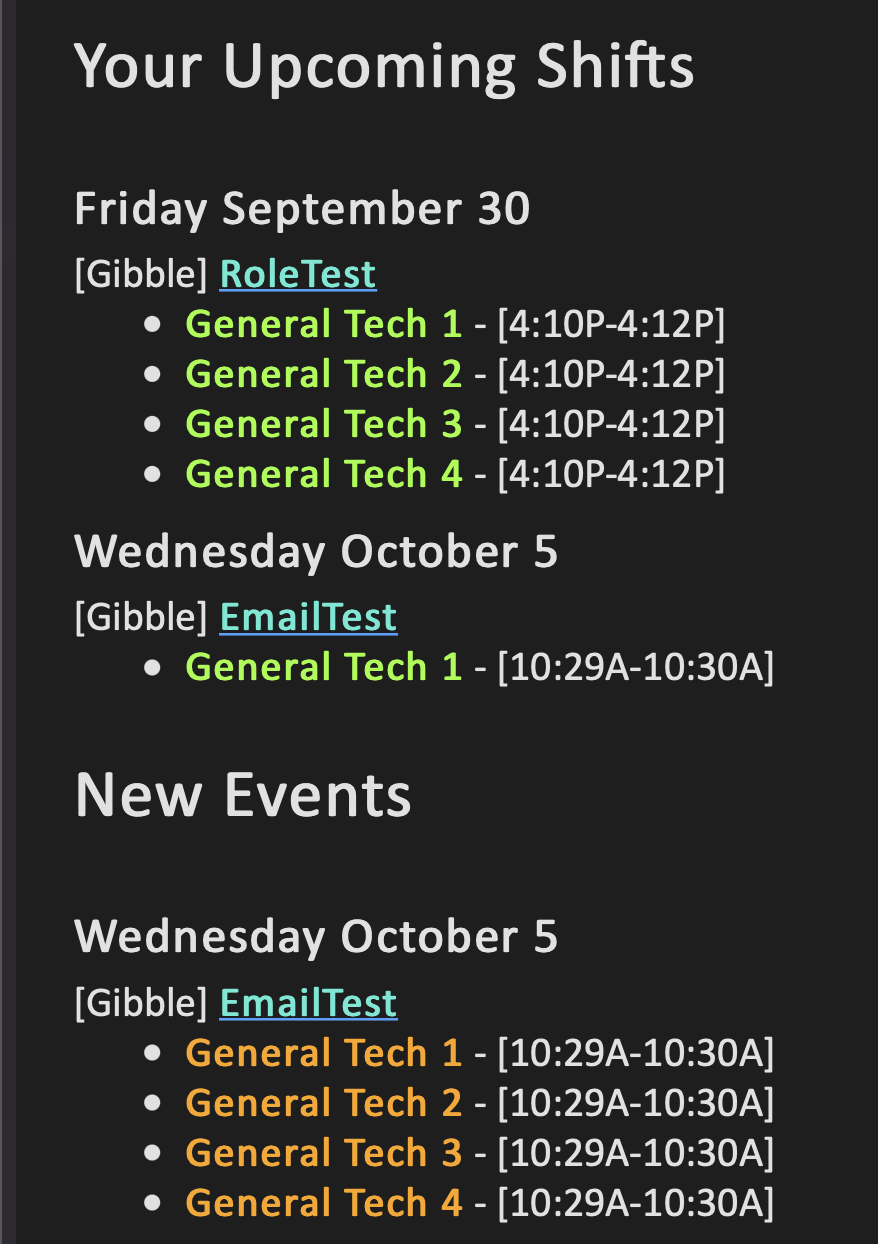 Your Upcoming Shifts
Friday September 30
[Gibble] RoleTest
• General Tech 1 - [4:10P-4:12P]
• General Tech 2 - [4:10P-4:12P]
• General Tech 3 - [4:10P-4:12P]
• General Tech 4 - [4:10P-4:12P]
Wednesday October 5
[Gibble] EmailTest
• General Tech 1 - [10:29A-10:30A]
New Events
Wednesday October 5
[Gibble] EmailTest
• General Tech 1 - [10:29A-10:30A]
• General Tech 2 - [10:29A-10:30A]
• General Tech 3 - [10:29A-10:30A]
• General Tech 4 - [10:29A-10:30A]